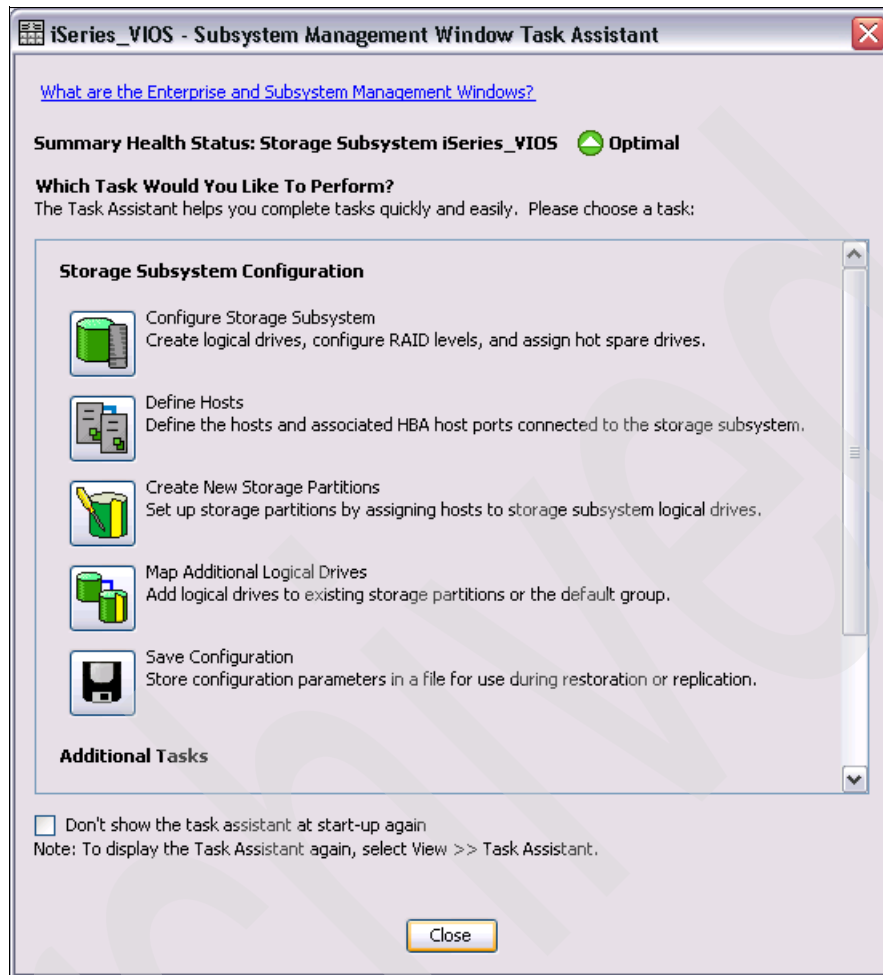 iSeries_VIOS - Subsystem Management Window Task Assistant
What are the Enterprise and Subsystem Management Windows?
Summary Health Status: Storage Subsystem iSeries_VIOS Optimal
Which Task Would You Like To Perform?
The Task Assistant helps you complete tasks quickly and easily. Please choose a task:
Storage Subsystem Configuration
Configure Storage Subsystem
Create logical drives, configure RAID levels, and assign hot spare drives.
Define Hosts
Define the hosts and associated HBA host ports connected to the storage subsystem.
Create New Storage Partitions
Set up storage partitions by assigning hosts to storage subsystem logical drives.
Map Additional Logical Drives
Add logical drives to existing storage partitions or the default group.
Save Configuration
Store configuration parameters in a file for use during restoration or replication.
Additional Tasks
Don't show the task assistant at start-up again
Note: To display the Task Assistant again, select View >> Task Assistant.
Close